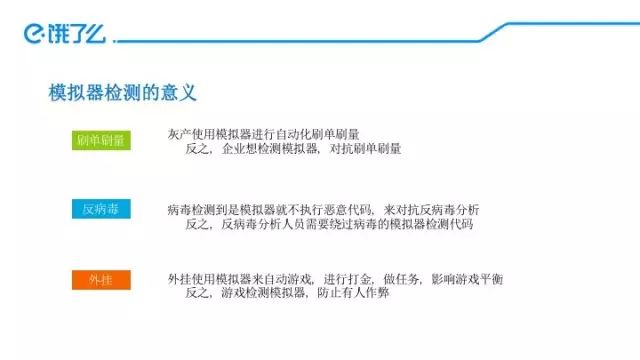 e·饿了么
模拟器检测的意义
刷单刷量
灰产使用模拟器进行自动化刷单刷量
反之，企业想检测模拟器，对抗刷单刷量
反病毒
病毒检测到是模拟器就不执行恶意代码，来对抗反病毒分析
反之，反病毒分析人员需要绕过病毒的模拟器检测代码
外挂
外挂使用模拟器来自动游戏，进行打金，做任务，影响游戏平衡
反之，游戏检测模拟器，防止有人作弊